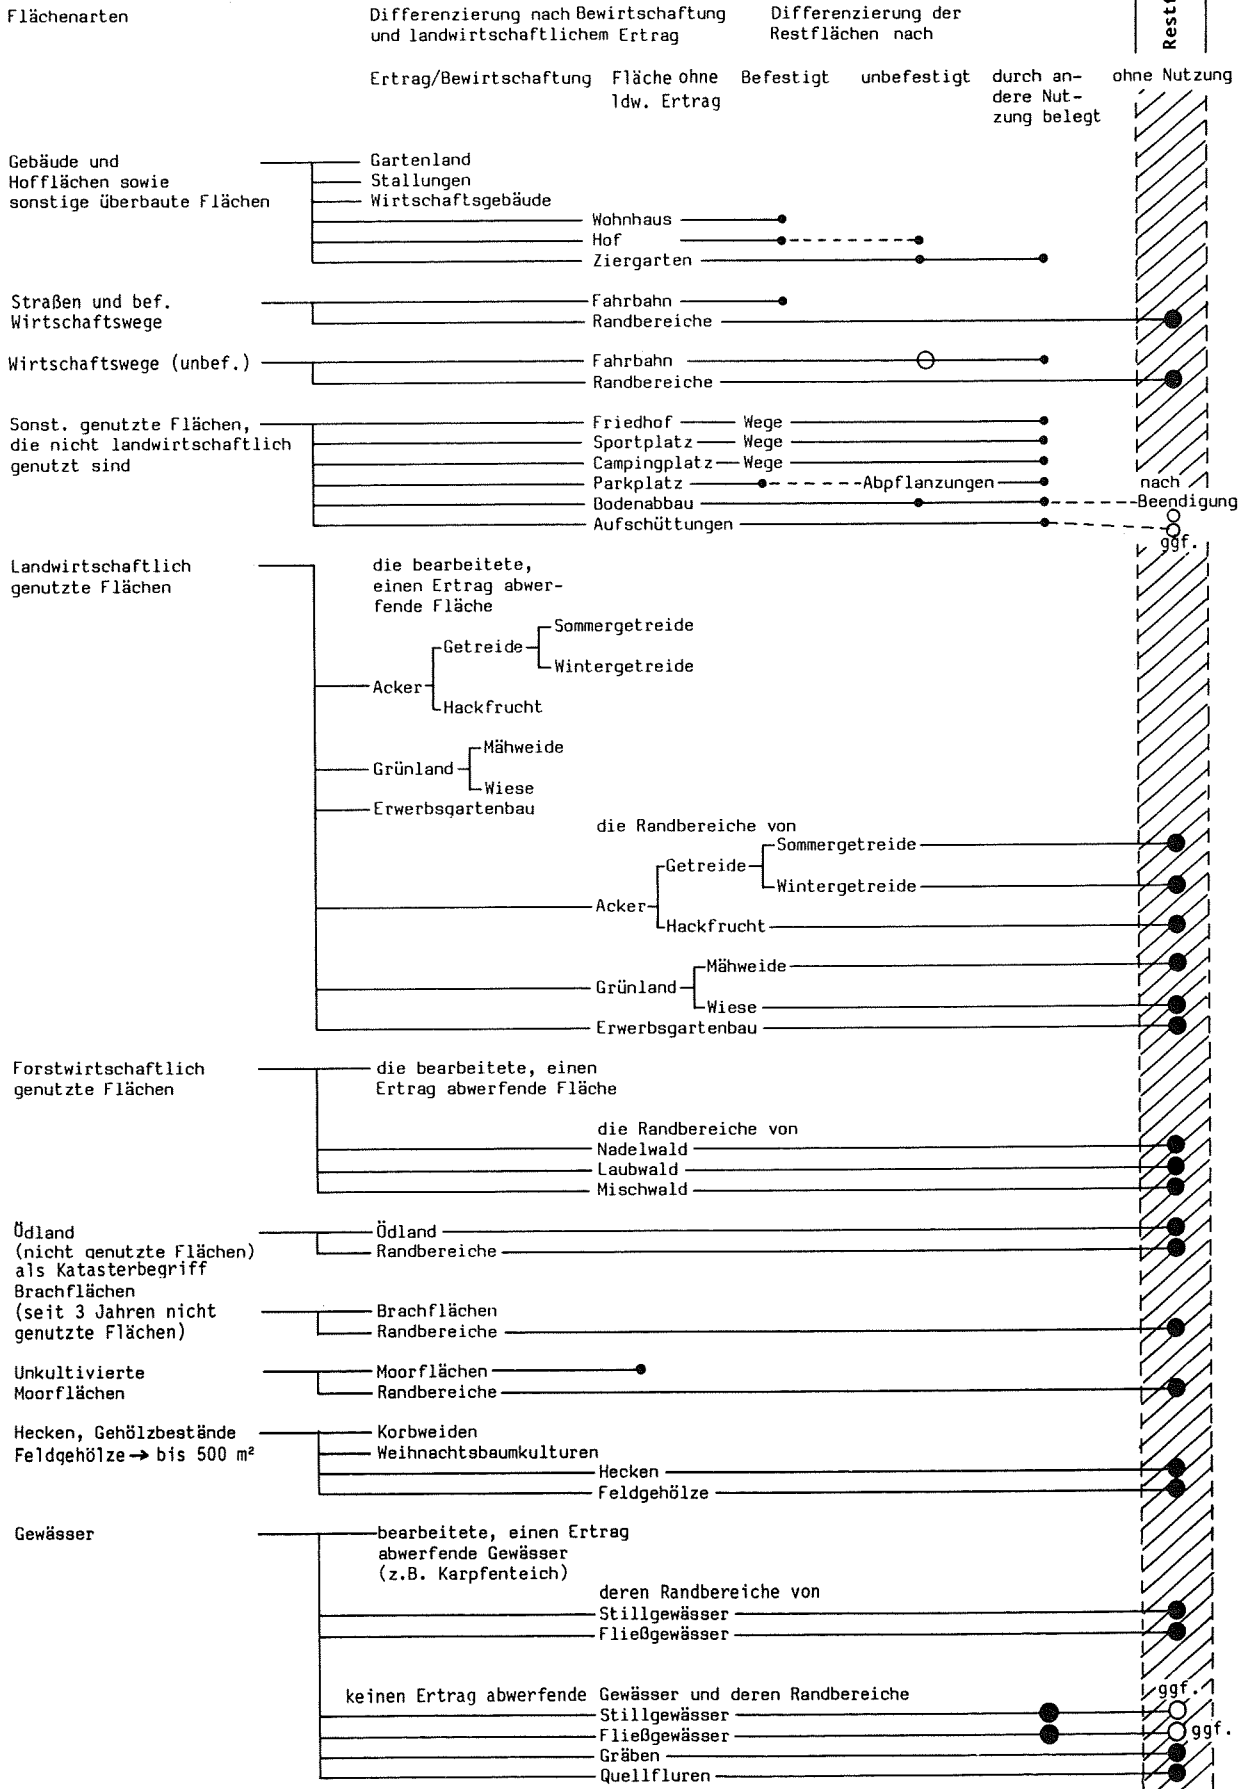 Flächenarten
Differenzierung nach Bewirtschaftung
und landwirtschaftlichem Ertrag
Differenzierung der
Restflächen nach
Ertrag/Bewirtschaftung
Fläche ohne
ldw. Ertrag
Befestigt
unbefestigt
durch an-
dere Nut-
zung belegt
ohne Nutzung
Gebäude und
Hofflächen sowie
sonstige überbaute Flächen
Gartenland
Stallungen
Wirtschaftsgebäude
Wohnhaus
Hof
Ziergarten
Straßen und bef.
Wirtschaftswege
Fahrbahn
Randbereiche
Wirtschaftswege (unbef.)
Fahrbahn
Randbereiche
Sonst. genutzte Flächen,
die nicht landwirtschaftlich
genutzt sind
Friedhof Wege
Sportplatz Wege
Campingplatz Wege
Parkplatz Abpflanzungen
Bodenabbau
Aufschüttungen
nach
Beendigung
ggf.
Landwirtschaftlich
genutzte Flächen
die bearbeitete,
einen Ertrag abwer-
fende Fläche
Sommergetreide
Getreide
Wintergetreide
Acker
Hackfrucht
Mähweide
Grünland
Wiese
Erwerbsgartenbau
die Randbereiche von
Sommergetreide
Getreide
Wintergetreide
Acker
Hackfrucht
Mähweide
Grünland
Wiese
Erwerbsgartenbau
Forstwirtschaftlich
genutzte Flächen
die bearbeitete, einen
Ertrag abwerfende Fläche
die Randbereiche von
Nadelwald
Laubwald
Mischwald
Ödland
(nicht genutzte Flächen)
als Katasterbegriff
Ödland
Randbereiche
Brachflächen
(seit 3 Jahren nicht
genutzte Flächen)
Brachflächen
Randbereiche
Unkultivierte
Moorflächen
Moorflächen
Randbereiche
Hecken, Gehölzbestände
Feldgehölze → bis 500 m²
Korbweiden
Weihnachtsbaumkulturen
Hecken
Feldgehölze
Gewässer
bearbeitete, einen Ertrag
abwerfende Gewässer
(z.B. Karpfenteich)
deren Randbereiche von
Stillgewässer
Fließgewässer
keinen Ertrag abwerfende Gewässer und deren Randbereiche
ggf.
Stillgewässer
Fließgewässer
ggf.
Gräben
Quellfluren